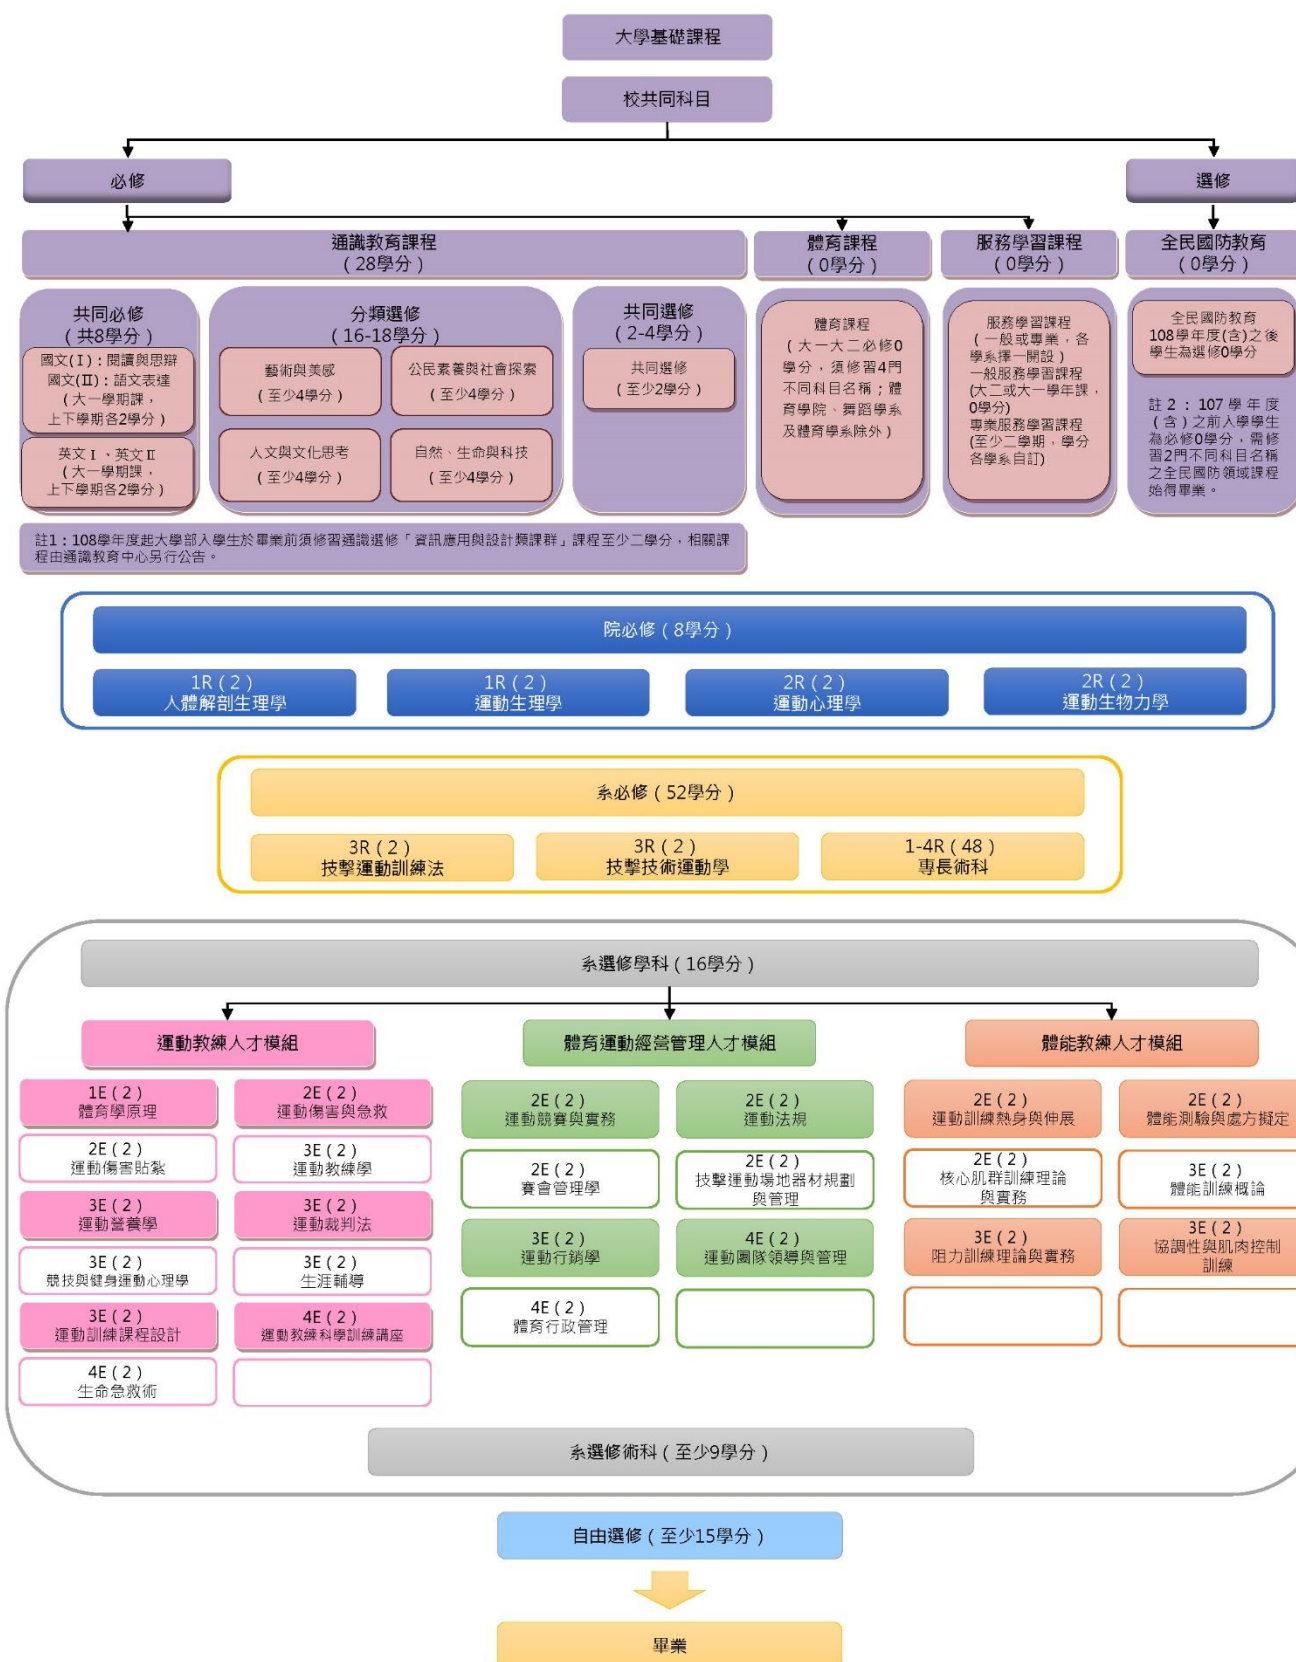 大學基礎課程
校共同科目
必修
選修
通識教育課程
(28學分)
體育課程
(0學分)
服務學習課程
(0學分)
全民國防教育
(0學分)
共同必修
(共8學分)
國文(I)：閱讀與思辯
國文(II)：語文表達
(大一學期課，
上下學期各2學分)
英文Ⅰ、英文Ⅱ
(大一學期課，
上下學期各2學分)
分類選修
(16-18學分)
藝術與美感
(至少4學分)
公民素養與社會探索
(至少4學分)
人文與文化思考
(至少4學分)
自然、生命與科技
(至少4學分)
共同選修
(2-4學分)
共同選修
(至少2學分)
體育課程
(大一大二必修0
學分，須修習4門
不同科目名稱；體
育學院、舞蹈學系
及體育學系除外)
服務學習課程
(一般或專業，各
學系擇一開設)
一般服務學習課程
(大二或大一學年課，
0學分)
專業服務學習課程
(至少二學期，學分
各學系自訂)
全民國防教育
108學年度(含)之後
學生為選修0學分
註2：107學年度
(含)之前入學學生
為必修0學分，需修
習2門不同科目名稱
之全民國防領域課程
始得畢業。
註1：108學年度起大學部入學生於畢業前須修習通識選修「資訊應用與設計類課群」課程至少二學分，相關課
程由通識教育中心另行公告。
院必修(8學分)
1R(2)
人體解剖生理學
1R(2)
運動生理學
2R(2)
運動心理學
2R(2)
運動生物力學
系必修(52學分)
3R(2)
技擊運動訓練法
3R(2)
技擊技術運動學
1-4R(48)
專長術科
系選修學科(16學分)
運動教練人才模組
體育運動經營管理人才模組
體能教練人才模組
1E(2)
體育學原理
2E(2)
運動傷害與急救
2E(2)
運動傷害貼紮
3E(2)
運動教練學
3E(2)
運動營養學
3E(2)
運動裁判法
3E(2)
競技與健身運動心理學
3E(2)
生涯輔導
3E(2)
運動訓練課程設計
4E(2)
運動教練科學訓練講座
4E(2)
生命急救術
2E(2)
運動競賽與實務
2E(2)
運動法規
2E(2)
賽會管理學
2E(2)
技擊運動場地器材規劃
與管理
3E(2)
運動行銷學
4E(2)
運動團隊領導與管理
4E(2)
體育行政管理
2E(2)
運動訓練熱身與伸展
2E(2)
體能測驗與處方擬定
2E(2)
核心肌群訓練理論
與實務
3E(2)
體能訓練概論
3E(2)
阻力訓練理論與實務
3E(2)
協調性與肌肉控制
訓練
系選修術科(至少9學分)
自由選修(至少15學分)
畢業